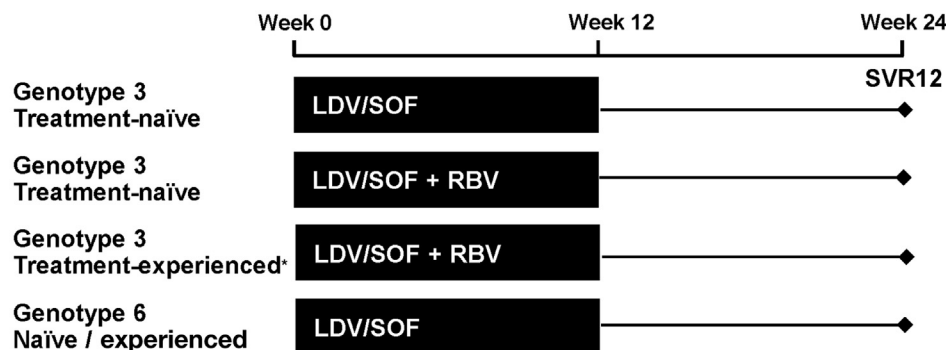 Week 0 Week 12 Week 24
SVR12
Genotype 3
Treatment-naïve
LDV/SOF
Genotype 3
Treatment-naïve
LDV/SOF + RBV
Genotype 3
Treatment-experienced*
LDV/SOF + RBV
Genotype 6
Naïve / experienced
LDV/SOF